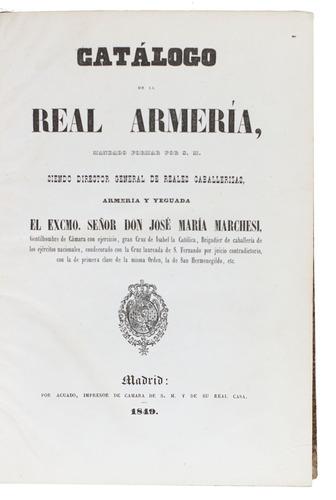 CATÁLOGO
DE LA
REAL ARMERÍA,
MANDADO FORMAR POR S. M.
SIENDO DIRECTOR GENERAL DE REALES CABALLERIZAS,
ARMERIA Y YEGUADA
EL EXCMO. SEÑOR DON JOSÉ MARÍA MARCHESI,
Gentilhombre de Cámara con ejercicio, gran Cruz de Isabel la Católica, Brigadier de caballería de
los ejércitos nacionales, condecorado con la Cruz laureada de S. Fernando por juicio contradictorio,
con la de primera clase de la misma Orden, la de San Hermenegildo, etc.
Madrid:
POR AGUADO, IMPRESOR DE CAMARA DE S. M. Y DE SU REAL CASA.
1849.